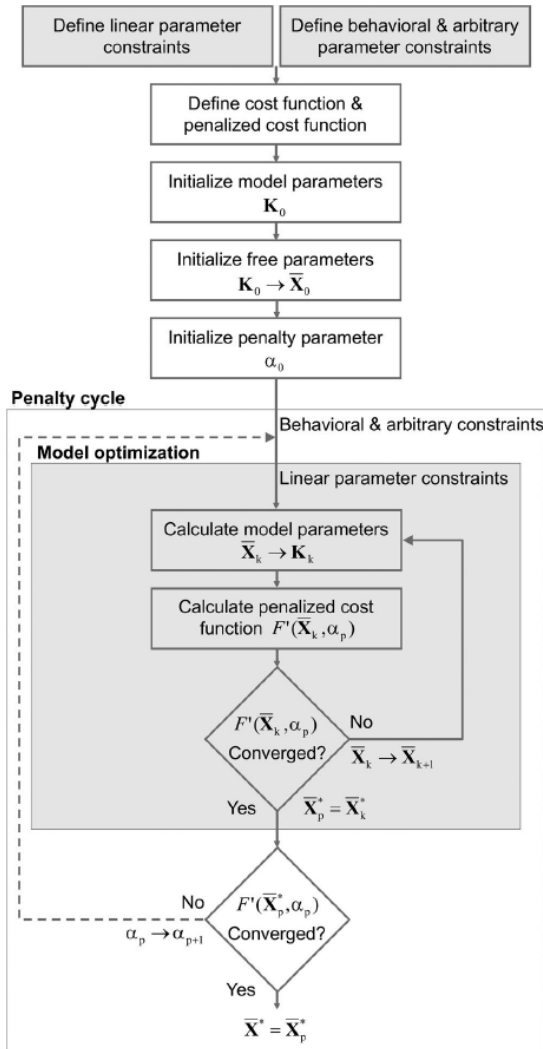 Define linear parameter
constraints
Define behavioral & arbitrary
parameter constraints
Define cost function &
penalized cost function
Initialize model parameters
K₀
Initialize free parameters
K₀ → X̅₀
Initialize penalty parameter
α₀
Penalty cycle
Behavioral & arbitrary constraints
Model optimization
Linear parameter constraints
Calculate model parameters
X̅ₖ → Kₖ
Calculate penalized cost
function F'(X̅ₖ,αₚ)
F'(X̅ₖ,αₚ)
Converged?
No
X̅ₖ → X̅ₖ₊₁
Yes
X̅ₚ* = X̅ₖ*
F'(X̅ₚ*,αₚ)
Converged?
No
αₚ → αₚ₊₁
Yes
X̅* = X̅ₚ*